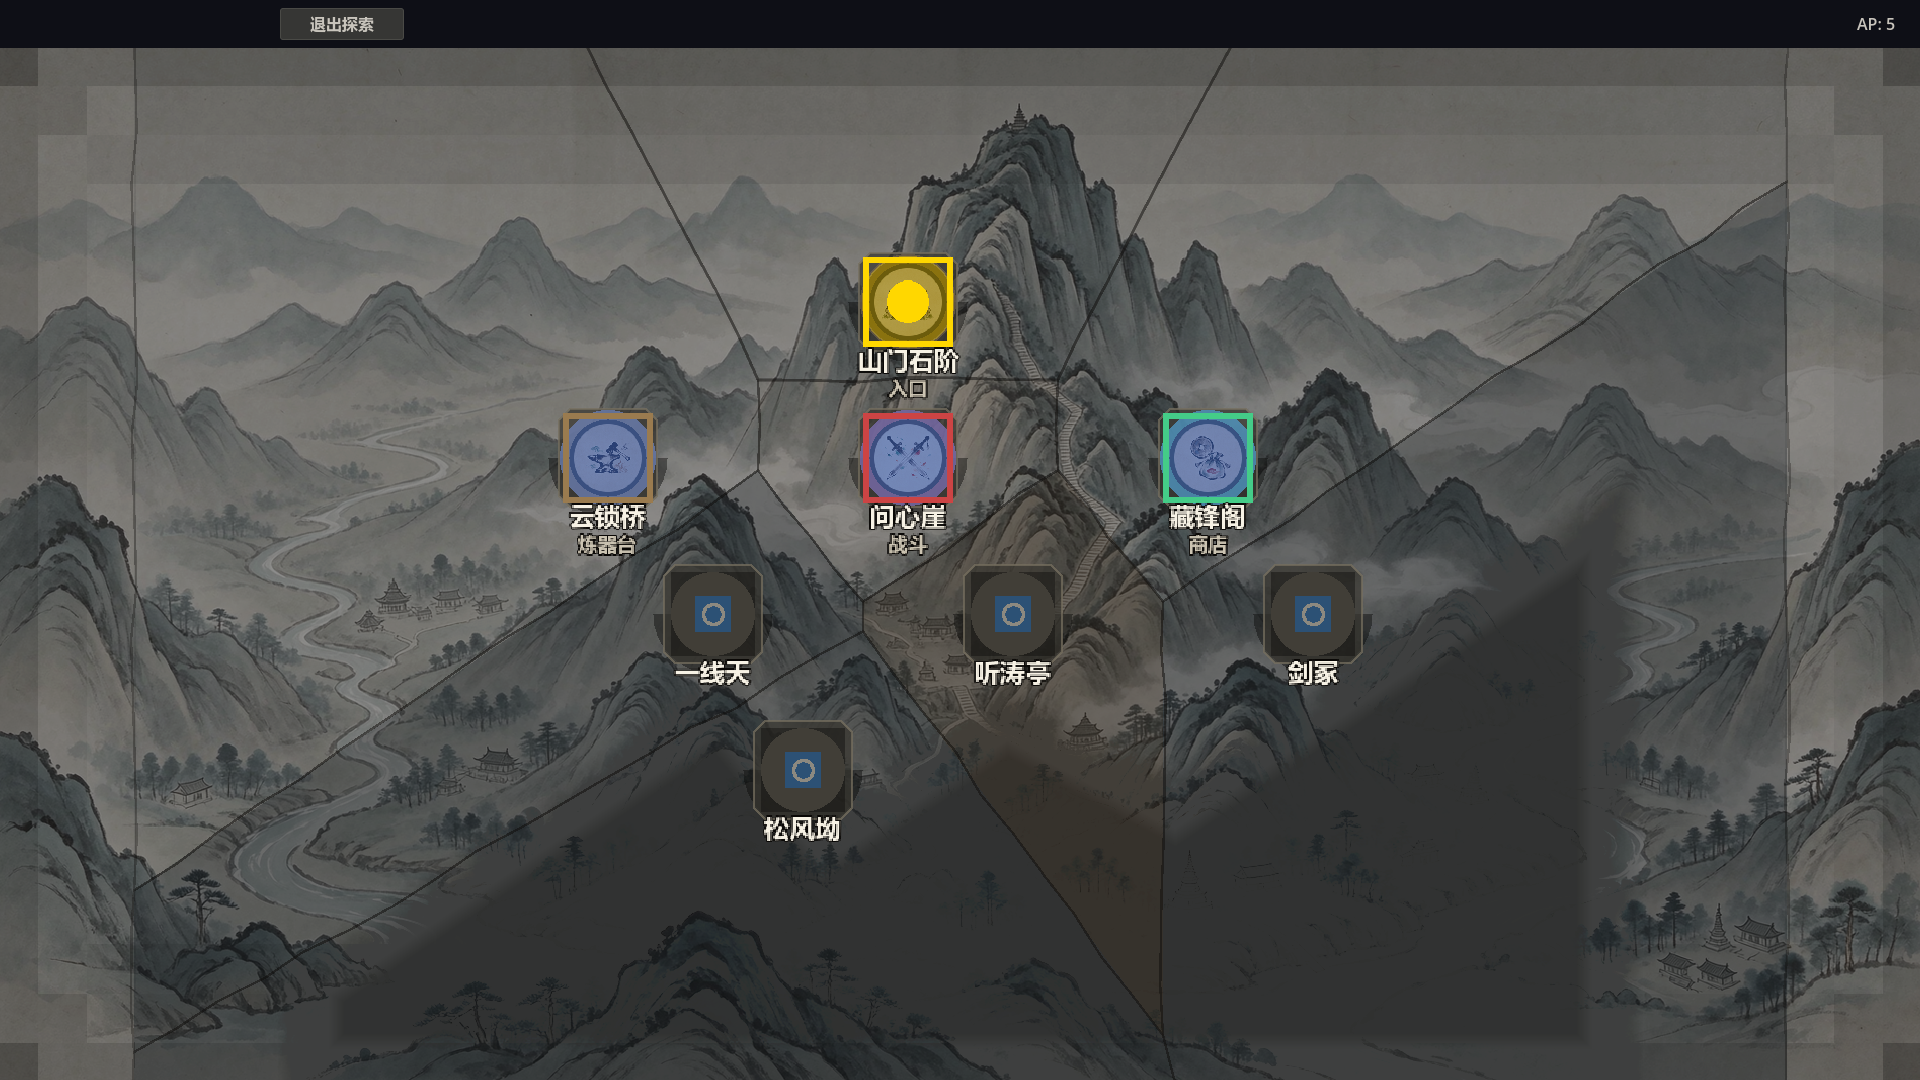 退出探索
AP: 5
山门石阶
入口
云锁桥
炼器台
问心崖
战斗
藏锋阁
商店
一线天
听涛亭
剑冢
松风坳